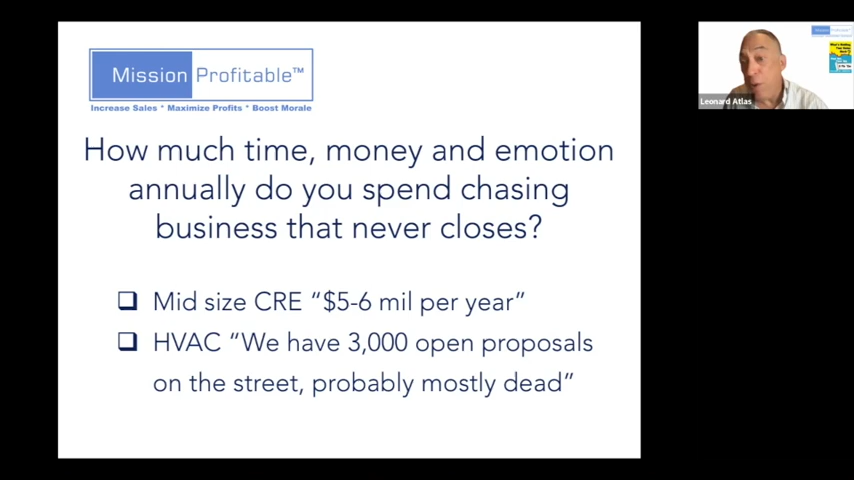 Mission Profitable™
Increase Sales * Maximize Profits * Boost Morale
How much time, money and emotion
annually do you spend chasing
business that never closes?
❑ Mid size CRE “$5-6 mil per year”
❑ HVAC “We have 3,000 open proposals
on the street, probably mostly dead”
Leonard Atlas